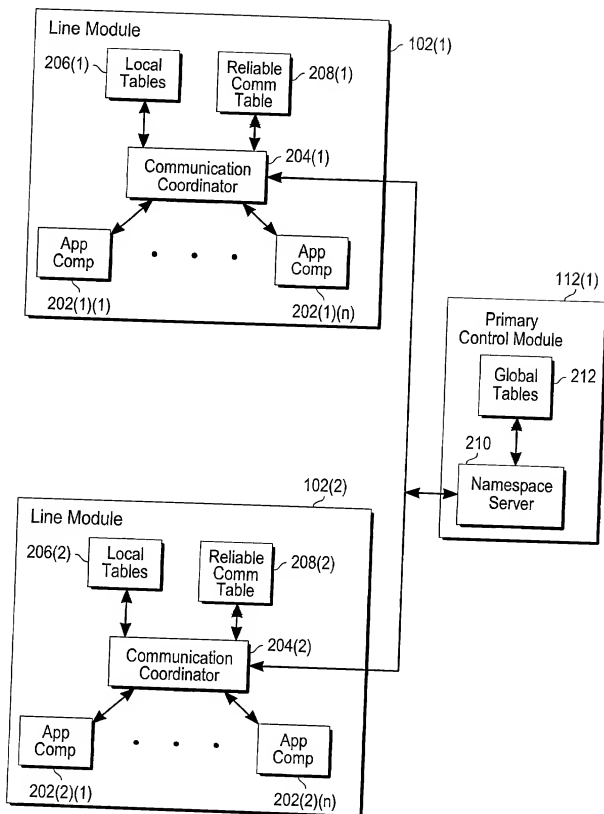 Line Module
102(1)
206(1)
Local
Tables
Reliable
Comm
Table
208(1)
204(1)
Communication
Coordinator
App
Comp
. . .
App
Comp
202(1)(1)
202(1)(n)
112(1)
Primary
Control Module
Global
Tables
212
210
Namespace
Server
102(2)
Line Module
206(2)
Local
Tables
Reliable
Comm
Table
208(2)
204(2)
Communication
Coordinator
App
Comp
. . .
App
Comp
202(2)(1)
202(2)(n)